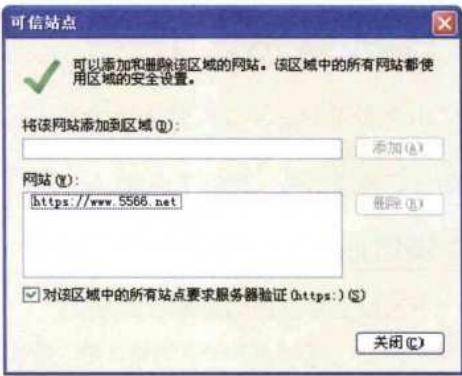 可信站点
可以添加和删除该区域的网站。该区域中的所有网站都使
用区域的安全设置。
将该网站添加到区域(D):
添加(A)
网站(W):
https://www.5566.net
删除(R)
对该区域中的所有站点要求服务器验证(https:)(S)
关闭(C)